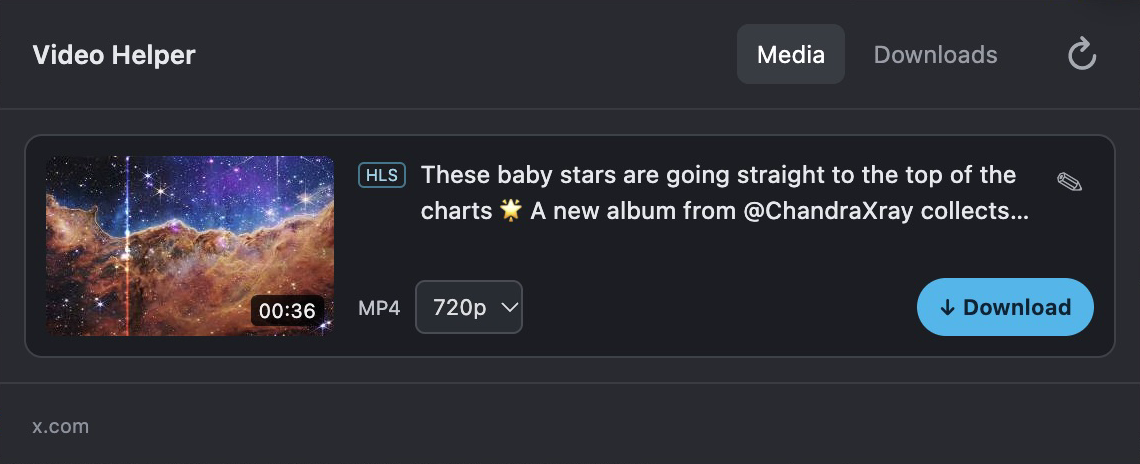 Video Helper
Media
Downloads
HLS
These baby stars are going straight to the top of the
charts 🌟 A new album from @ChandraXray collects...
00:36
MP4
720p
↓ Download
x.com